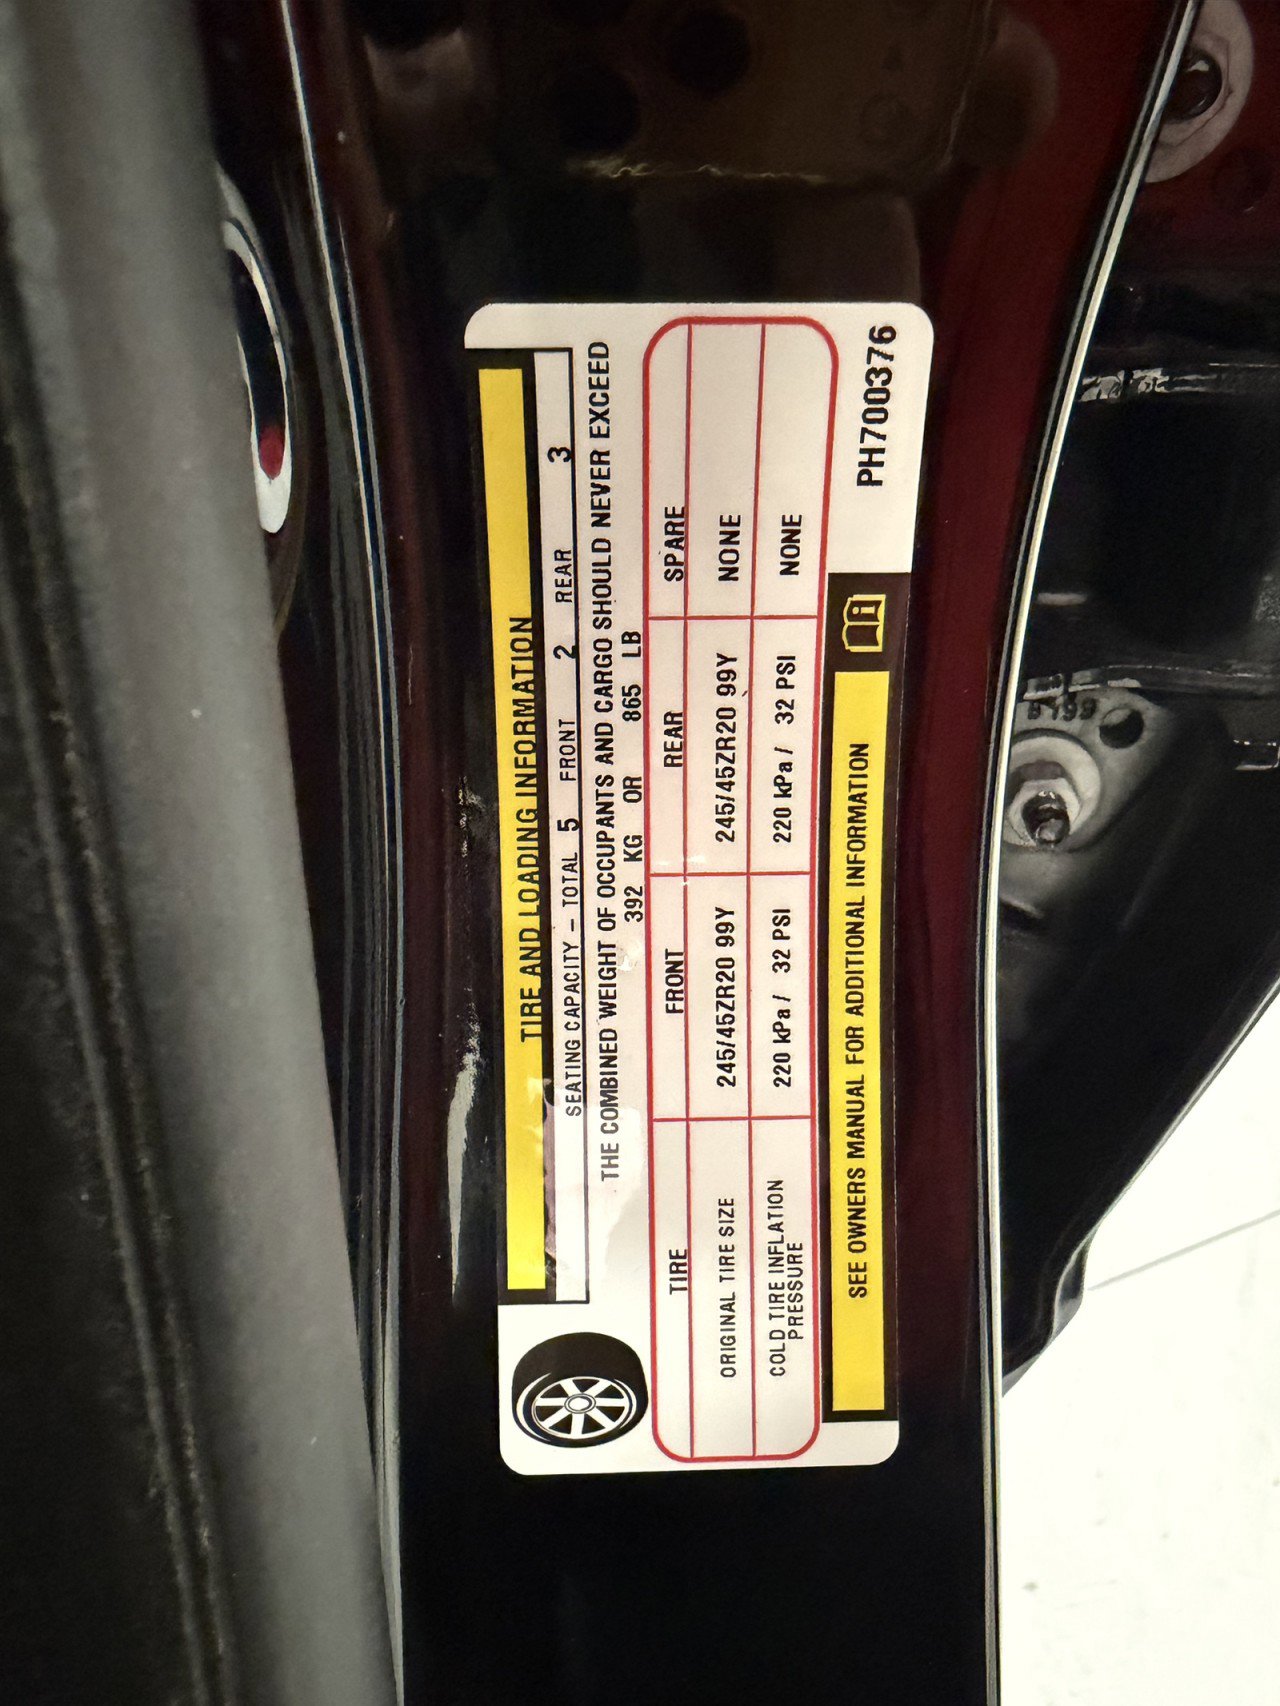 TIRE AND LOADING INFORMATION
SEATING CAPACITY – TOTAL 5 FRONT 2 REAR 3
THE COMBINED WEIGHT OF OCCUPANTS AND CARGO SHOULD NEVER EXCEED
392 KG OR 865 LB
TIRE FRONT REAR SPARE
ORIGINAL TIRE SIZE 245/45ZR20 99Y 245/45ZR20 99Y NONE
COLD TIRE INFLATION
PRESSURE 220 kPa / 32 PSI 220 kPa / 32 PSI NONE
SEE OWNERS MANUAL FOR ADDITIONAL INFORMATION
PH700376